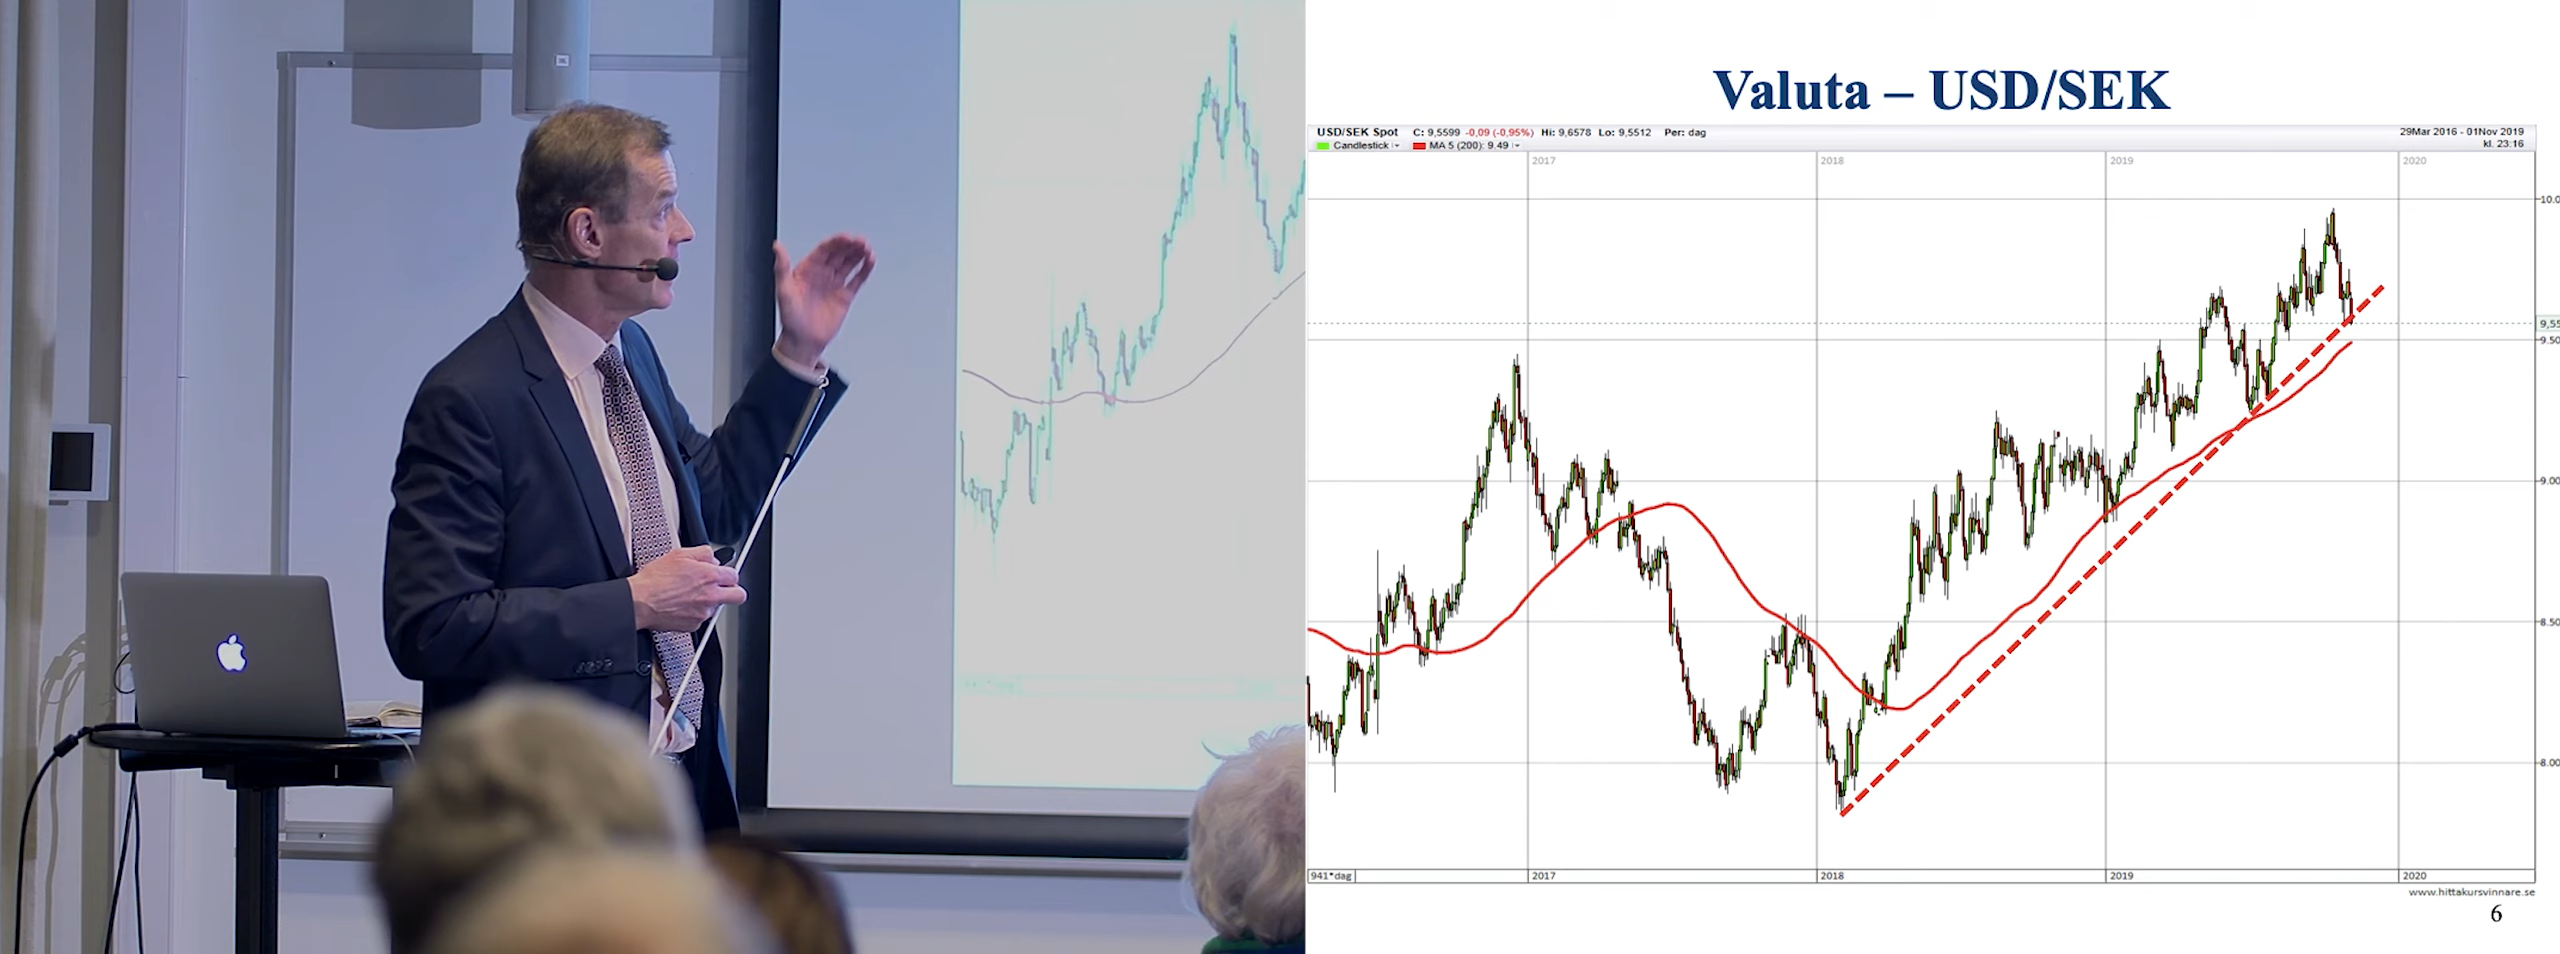 JBL
Valuta – USD/SEK
USD/SEK Spot C: 9,5599 -0,09 (-0,95%) Hi: 9,6578 Lo: 9,5512 Per: dag 29Mar 2016 - 01Nov 2019
Candlestick MA 5 (200): 9.49 kl. 23:16
2017 2018 2019 2020
10.0
9,55
9.50
9.00
8.50
8.00
941*dag 2017 2018 2019 2020
www.hittakursvinnare.se
6